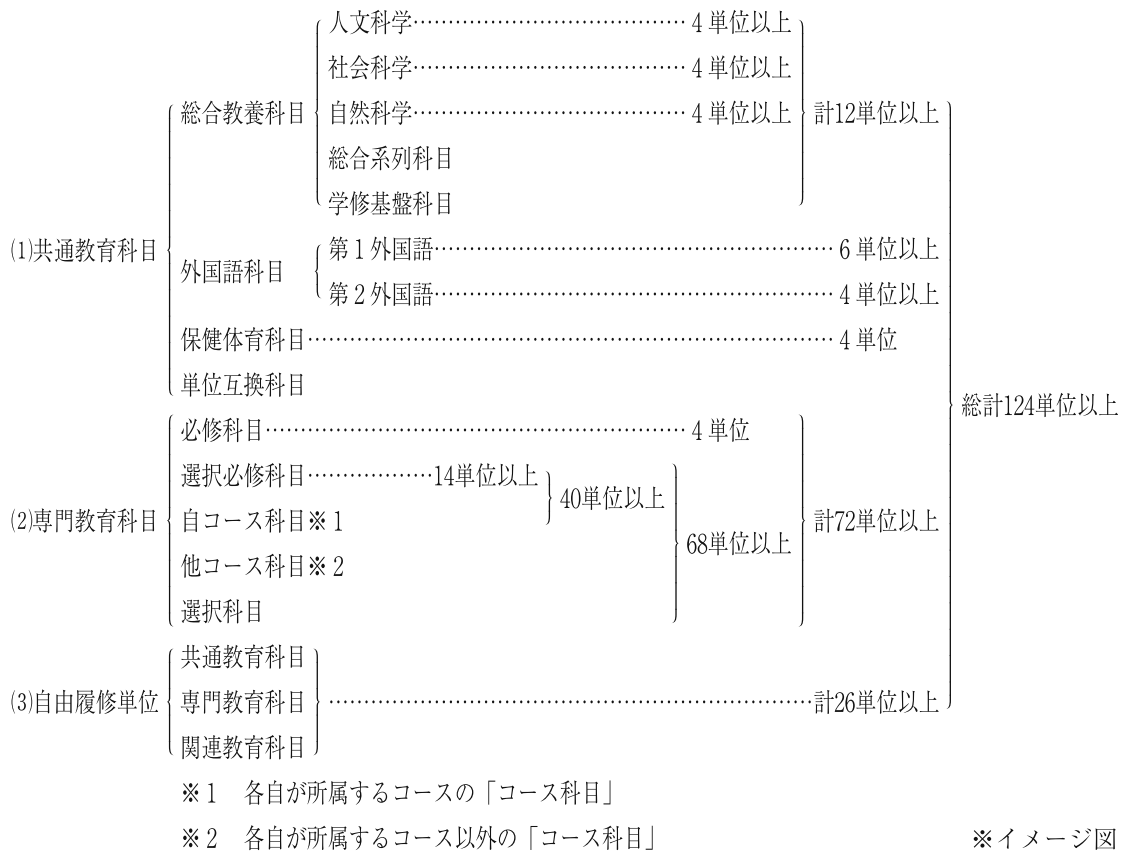 人文科学……………………………………4単位以上
社会科学……………………………………4単位以上
総合教養科目 自然科学……………………………………4単位以上 計12単位以上
総合系列科目
学修基盤科目
⑴共通教育科目 第1外国語……………………………………………………6単位以上
外国語科目
第2外国語……………………………………………………4単位以上
保健体育科目……………………………………………………………………4単位
単位互換科目
総計124単位以上
必修科目………………………………………………………4単位
選択必修科目………………14単位以上
40単位以上
⑵専門教育科目 自コース科目※1 計72単位以上
68単位以上
他コース科目※2
選択科目
共通教育科目
⑶自由履修単位 専門教育科目 ………………………………………………………………計26単位以上
関連教育科目
※1 各自が所属するコースの「コース科目」
※2 各自が所属するコース以外の「コース科目」 ※イメージ図